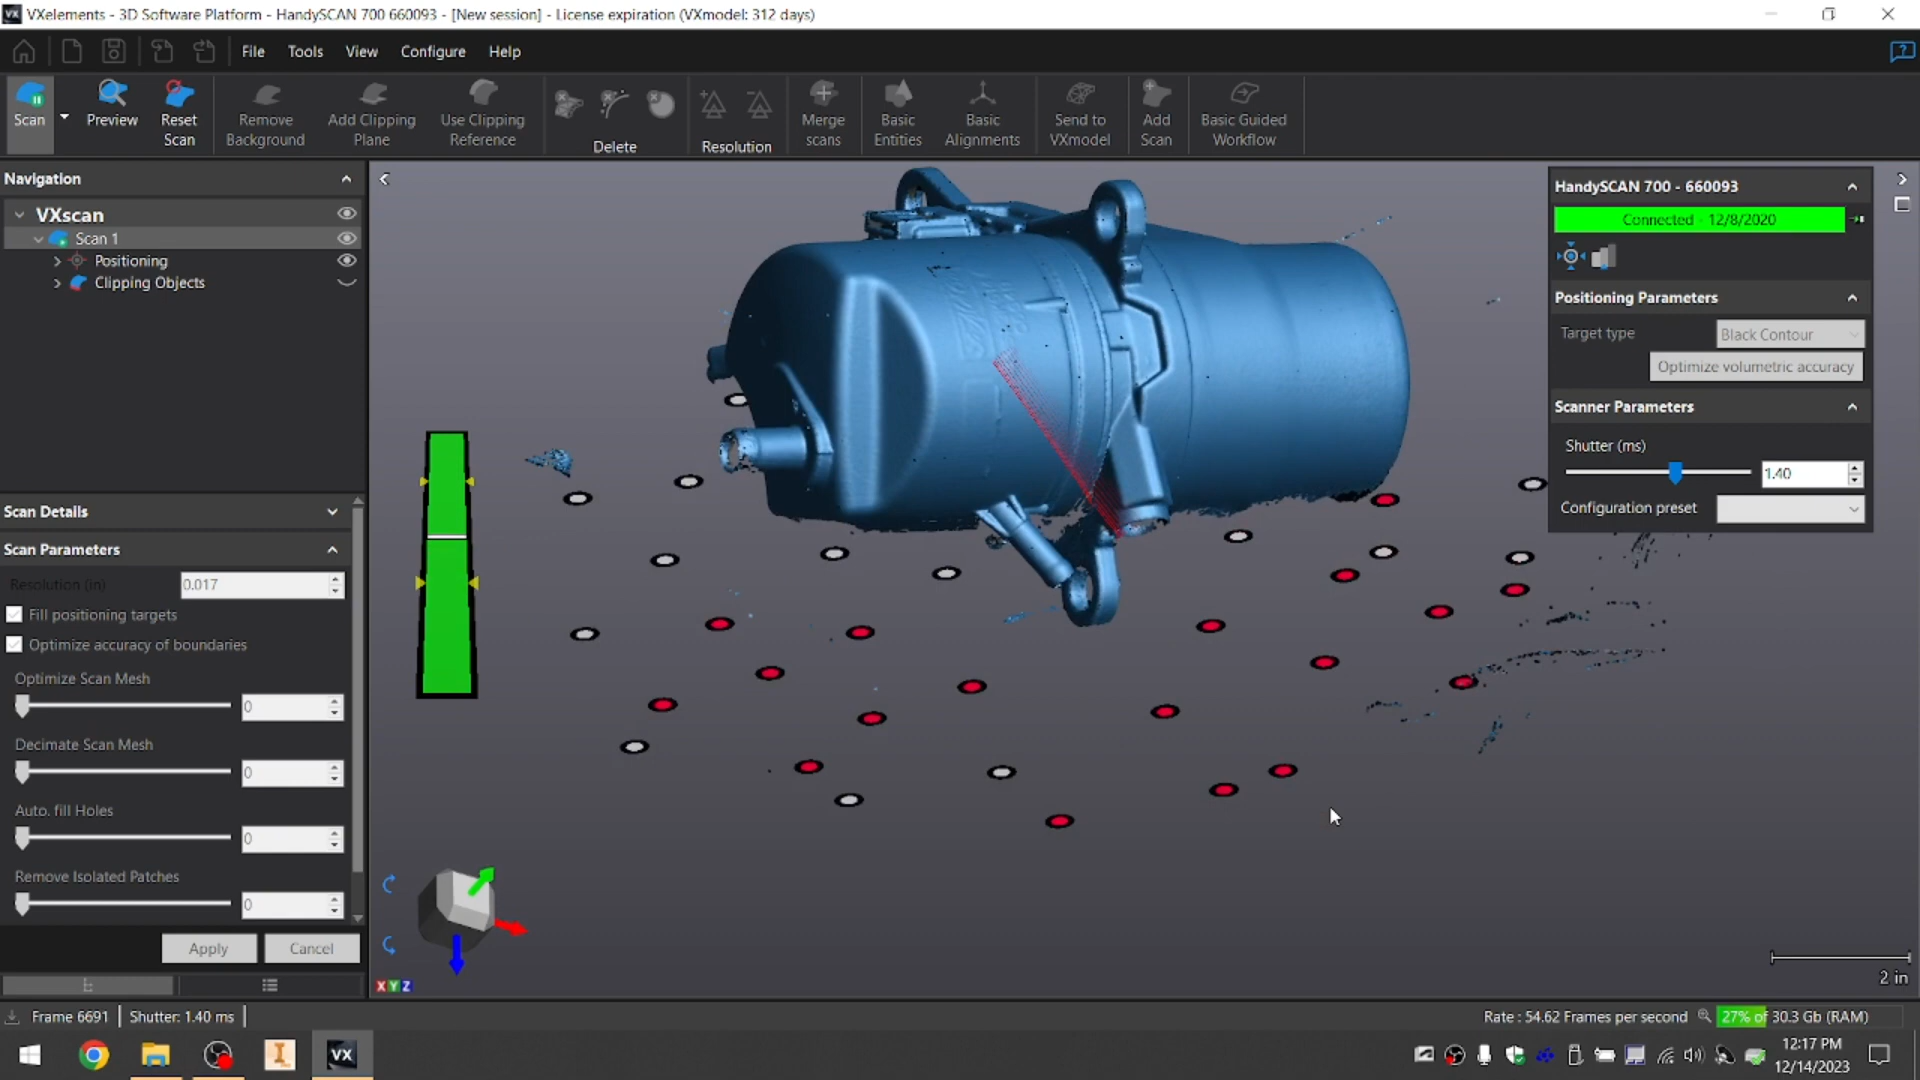 VXelements - 3D Software Platform - HandySCAN 700 660093 - [New session] - License expiration (VXmodel: 312 days)
File Tools View Configure Help
Scan
Preview
Reset
Scan
Remove
Background
Add Clipping
Plane
Use Clipping
Reference
Delete
Resolution
Merge
scans
Basic
Entities
Basic
Alignments
Send to
VXmodel
Add
Scan
Basic Guided
Workflow
Navigation
VXscan
Scan 1
Positioning
Clipping Objects
Scan Details
Scan Parameters
Resolution (in) 0.017
Fill positioning targets
Optimize accuracy of boundaries
Optimize Scan Mesh
0
Decimate Scan Mesh
0
Auto. fill Holes
0
Remove Isolated Patches
0
Apply Cancel
HandySCAN 700 - 660093
Connected - 12/8/2020
Positioning Parameters
Target type Black Contour
Optimize volumetric accuracy
Scanner Parameters
Shutter (ms)
1.40
Configuration preset
X Y Z
2 in
Frame 6691 Shutter: 1.40 ms
Rate : 54.62 Frames per second 27% of 30.3 Gb (RAM)
VX
12:17 PM
12/14/2023